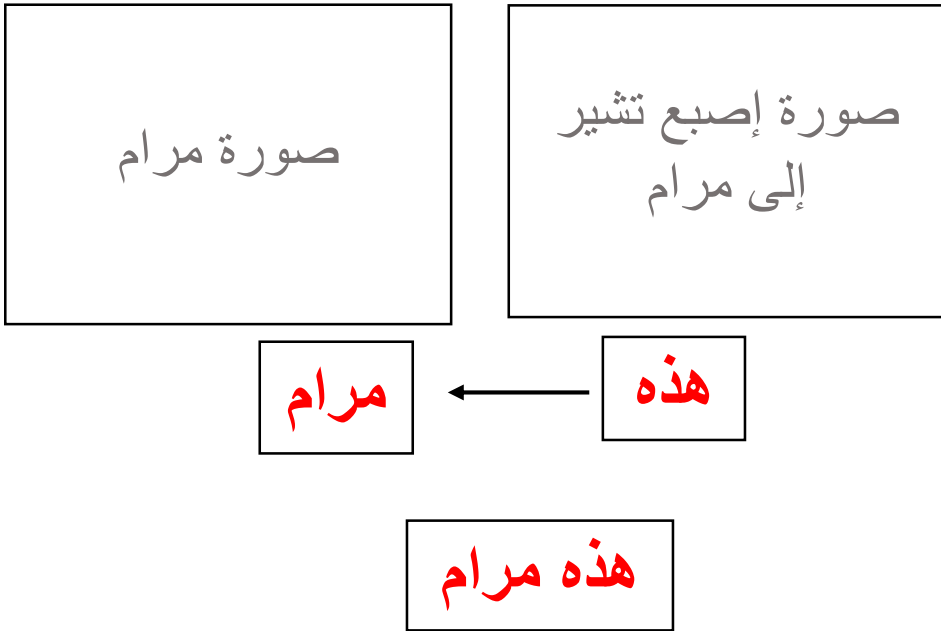 صورة إصبع تشير
إلى مرام
صورة مرام
هذه
مرام
هذه مرام